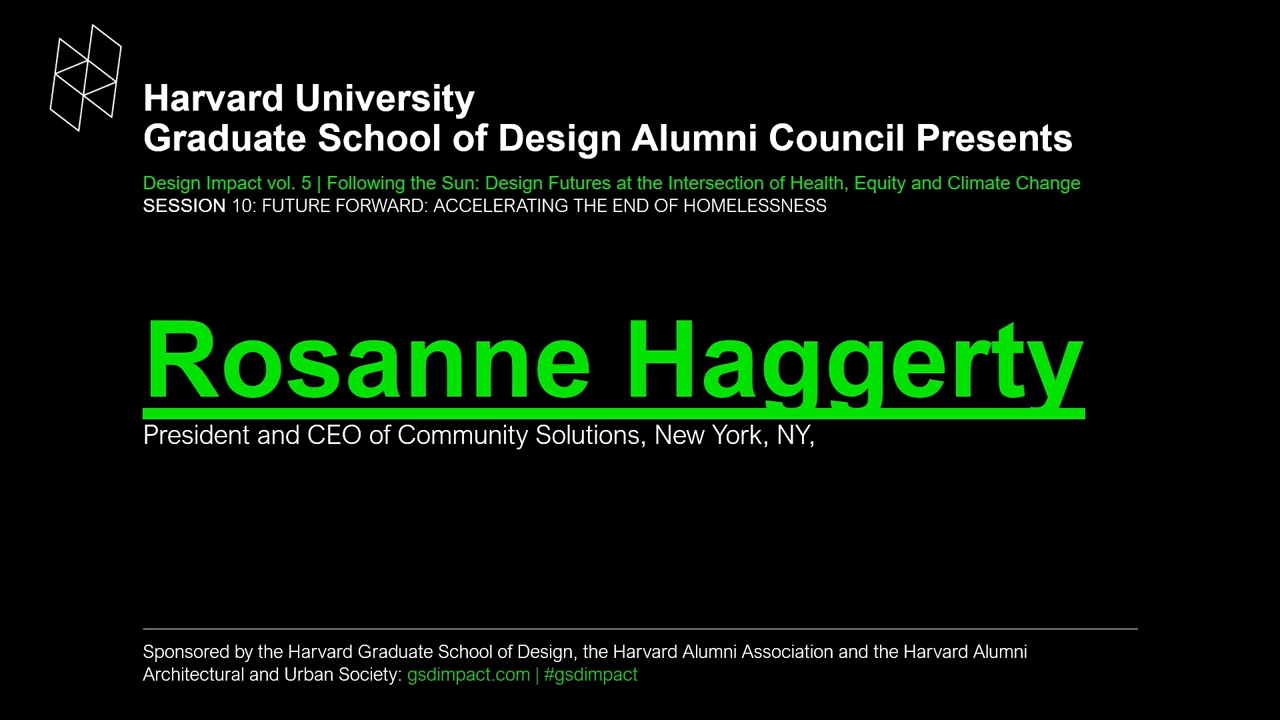 Harvard University
Graduate School of Design Alumni Council Presents
Design Impact vol. 5 | Following the Sun: Design Futures at the Intersection of Health, Equity and Climate Change
SESSION 10: FUTURE FORWARD: ACCELERATING THE END OF HOMELESSNESS
Rosanne Haggerty
President and CEO of Community Solutions, New York, NY,
Sponsored by the Harvard Graduate School of Design, the Harvard Alumni Association and the Harvard Alumni
Architectural and Urban Society: gsdimpact.com | #gsdimpact